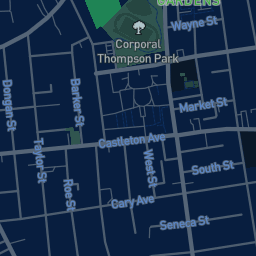 GARDENS
Wayne St
Corporal
Thompson Park
Dongan St
Barker St
Market St
Castleton Ave
Taylor St
Roe St
West St
South St
Cary Ave
Seneca St